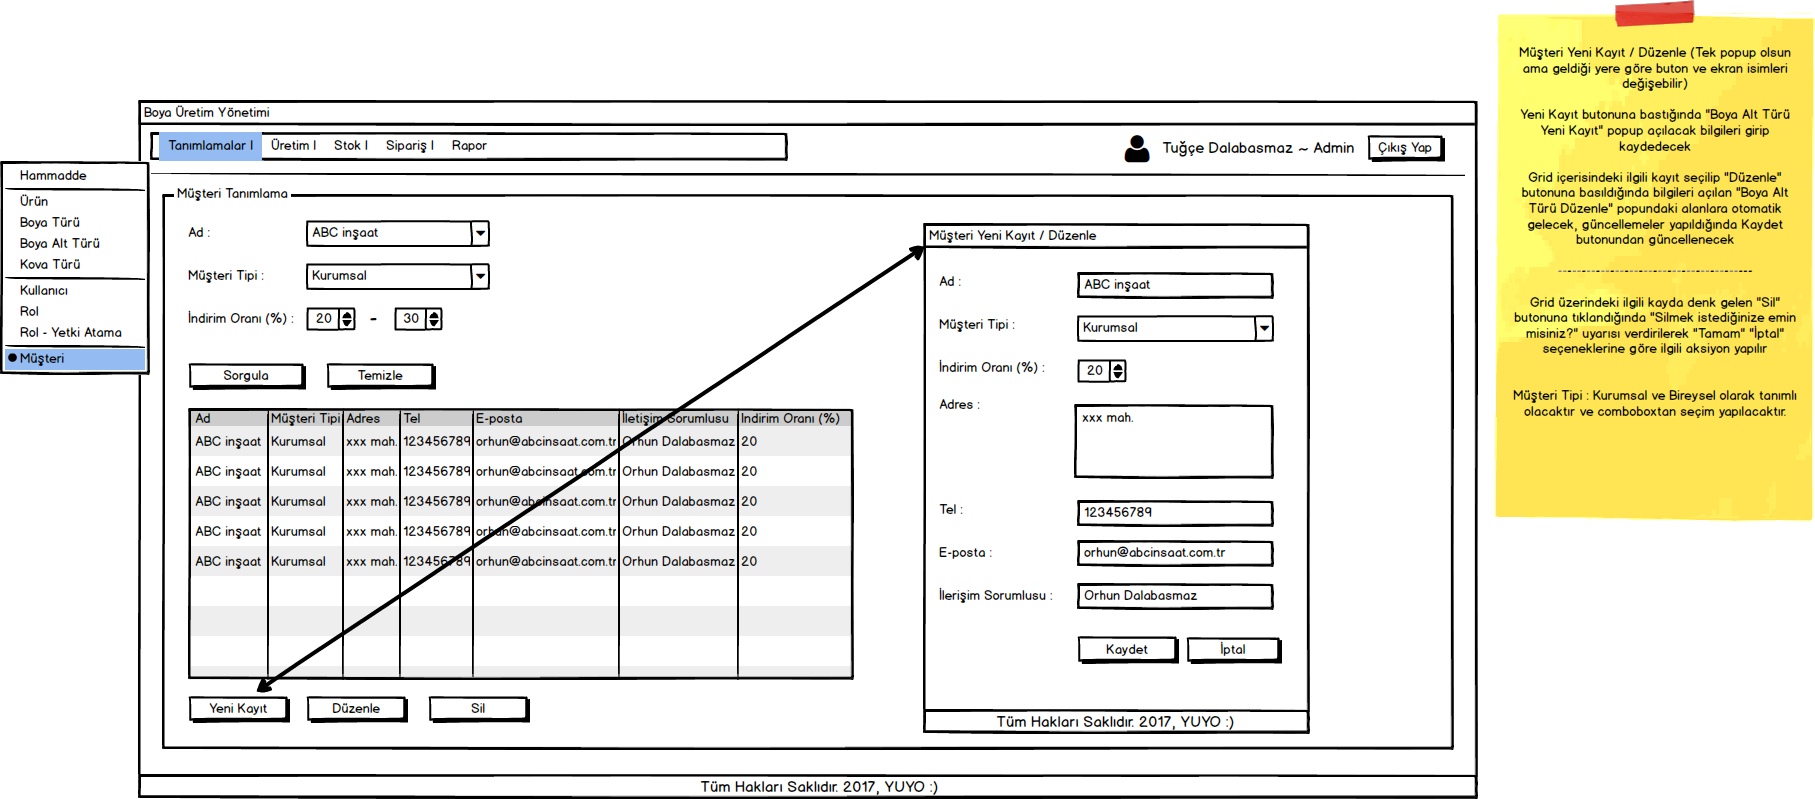 Boya Üretim Yönetimi
Tanımlamalar | Üretim | Stok | Sipariş | Rapor
Tuğçe Dalabasmaz ~ Admin
Çıkış Yap
Hammadde
Ürün
Boya Türü
Boya Alt Türü
Kova Türü
Kullanıcı
Rol
Rol - Yetki Atama
Müşteri
Müşteri Tanımlama
Ad :
ABC inşaat
Müşteri Tipi :
Kurumsal
İndirim Oranı (%) :
20 - 30
Sorgula
Temizle
Ad Müşteri Tipi Adres Tel E-posta İletişim Sorumlusu Indirim Oranı (%)
ABC inşaat Kurumsal xxx mah. 123456789 orhun@abcinsaat.com.tr Orhun Dalabasmaz 20
ABC inşaat Kurumsal xxx mah. 123456789 orhun@abcinsaat.com.tr Orhun Dalabasmaz 20
ABC inşaat Kurumsal xxx mah. 123456789 orhun@abcinsaat.com.tr Orhun Dalabasmaz 20
ABC inşaat Kurumsal xxx mah. 123456789 orhun@abcinsaat.com.tr Orhun Dalabasmaz 20
ABC inşaat Kurumsal xxx mah. 123456789 orhun@abcinsaat.com.tr Orhun Dalabasmaz 20
Yeni Kayıt
Düzenle
Sil
Müşteri Yeni Kayıt / Düzenle
Ad :
ABC inşaat
Müşteri Tipi :
Kurumsal
İndirim Oranı (%) :
20
Adres :
xxx mah.
Tel :
123456789
E-posta :
orhun@abcinsaat.com.tr
İlerişim Sorumlusu :
Orhun Dalabasmaz
Kaydet
İptal
Tüm Hakları Saklıdır. 2017, YUYO :)
Tüm Hakları Saklıdır. 2017, YUYO :)
Müşteri Yeni Kayıt / Düzenle (Tek popup olsun
ama geldiği yere göre buton ve ekran isimleri
değişebilir)
Yeni Kayıt butonuna bastığında "Boya Alt Türü
Yeni Kayıt" popup açılacak bilgileri girip
kaydedecek
Grid içerisindeki ilgili kayıt seçilip "Düzenle"
butonuna basıldığında bilgileri açılan "Boya Alt
Türü Düzenle" popundaki alanlara otomatik
gelecek, güncellemeler yapıldığında Kaydet
butonundan güncellenecek
---------------------------------------
Grid üzerindeki ilgili kayda denk gelen "Sil"
butonuna tıklandığında "Silmek istediğinize emin
misiniz?" uyarısı verdirilerek "Tamam" "İptal"
seçeneklerine göre ilgili aksiyon yapılır
Müşteri Tipi : Kurumsal ve Bireysel olarak tanımlı
olacaktır ve comboboxtan seçim yapılacaktır.